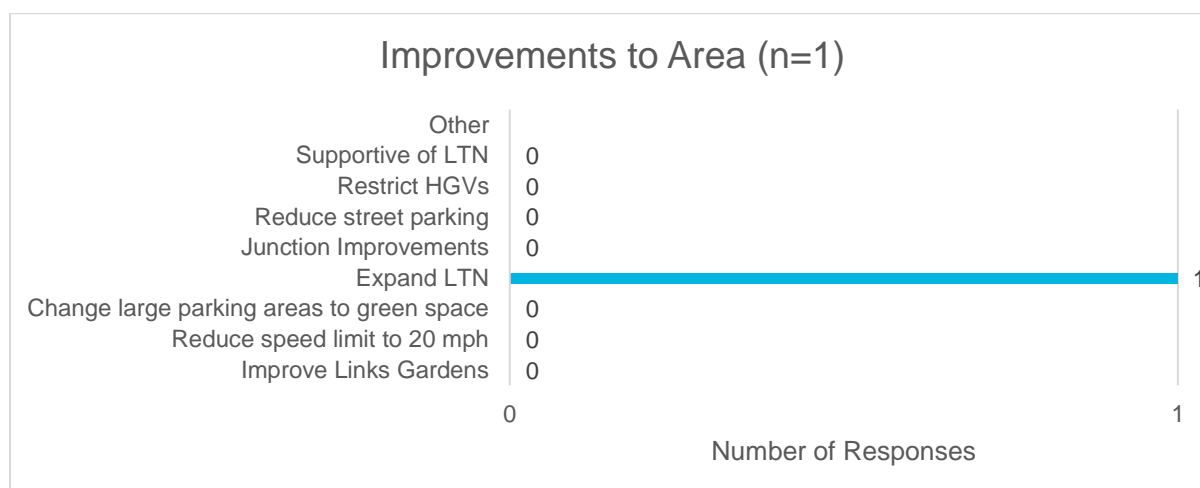 Improvements to Area (n=1)
Other
Supportive of LTN 0
Restrict HGVs 0
Reduce street parking 0
Junction Improvements 0
Expand LTN 1
Change large parking areas to green space 0
Reduce speed limit to 20 mph 0
Improve Links Gardens 0
0 1
Number of Responses